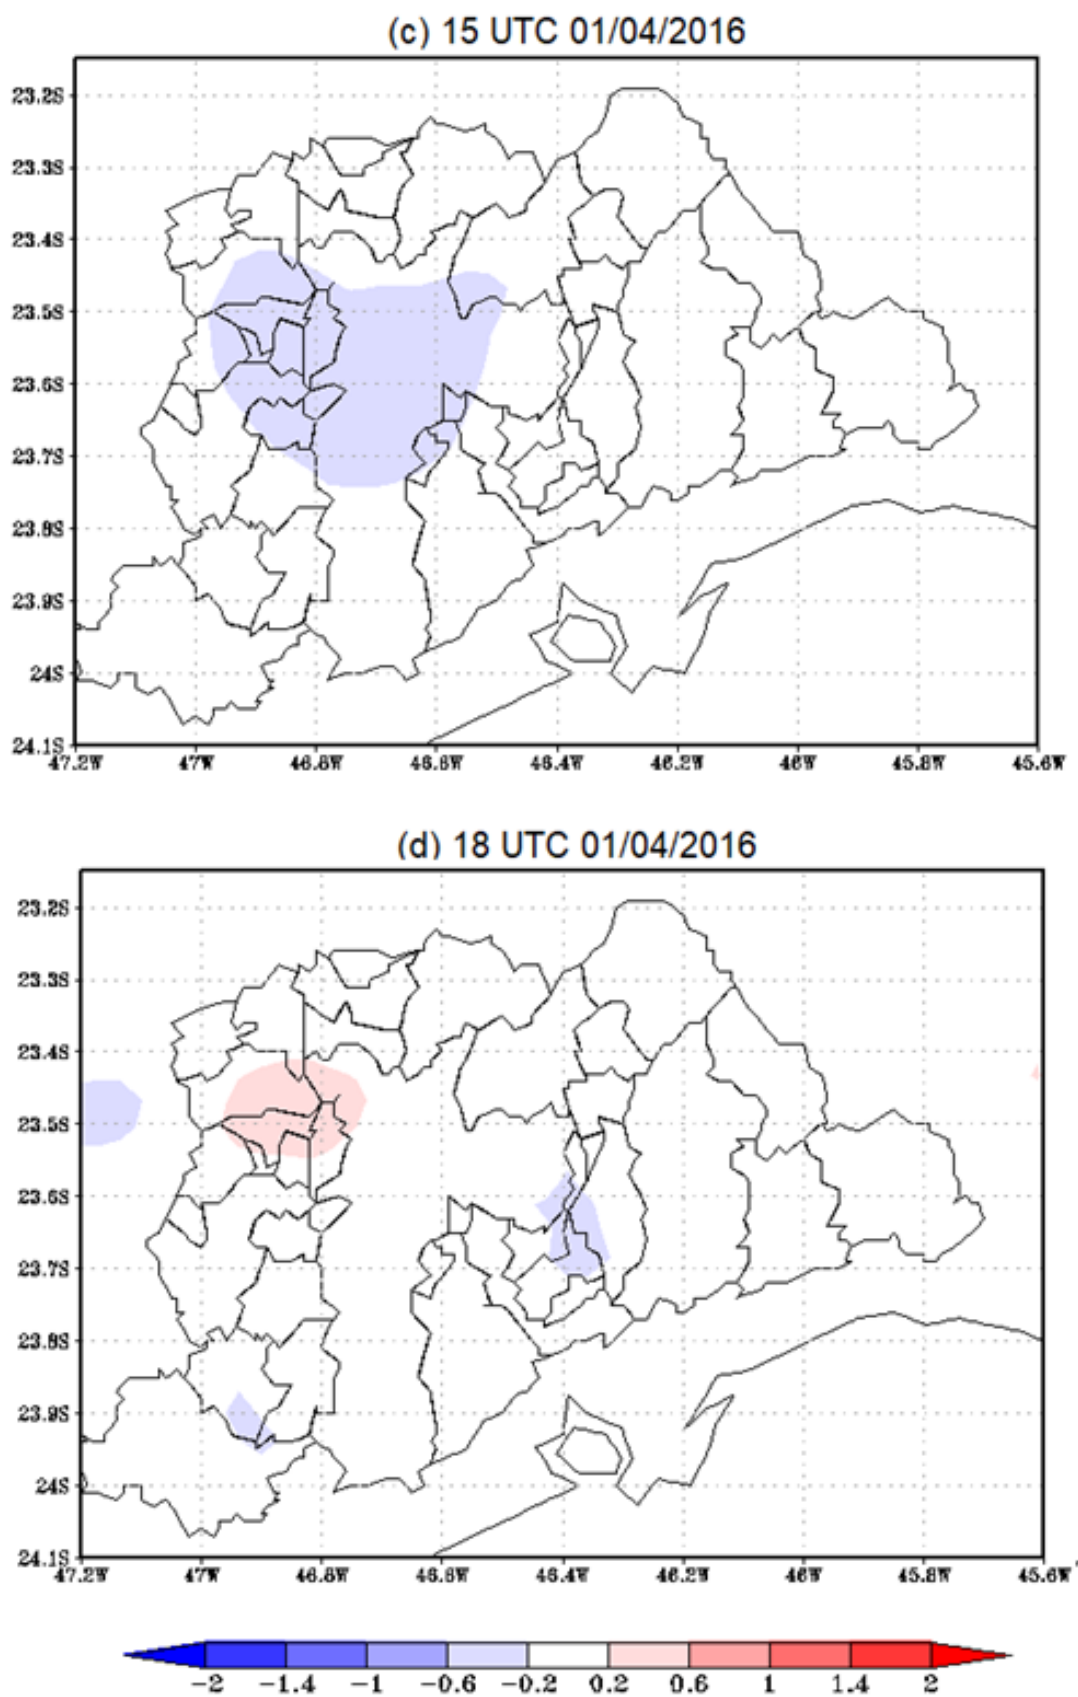 (c) 15 UTC 01/04/2016
23.2S
23.3S
23.4S
23.5S
23.6S
23.7S
23.8S
23.9S
24S
24.1S
47.2W 47W 46.8W 46.6W 46.4W 46.2W 46W 45.8W 45.6W
(d) 18 UTC 01/04/2016
23.2S
23.3S
23.4S
23.5S
23.6S
23.7S
23.8S
23.9S
24S
24.1S
47.2W 47W 46.8W 46.6W 46.4W 46.2W 46W 45.8W 45.6W
-2 -1.4 -1 -0.6 -0.2 0.2 0.6 1 1.4 2